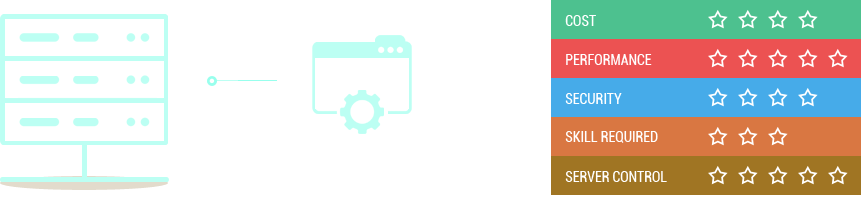 COST
PERFORMANCE
SECURITY
SKILL REQUIRED
SERVER CONTROL